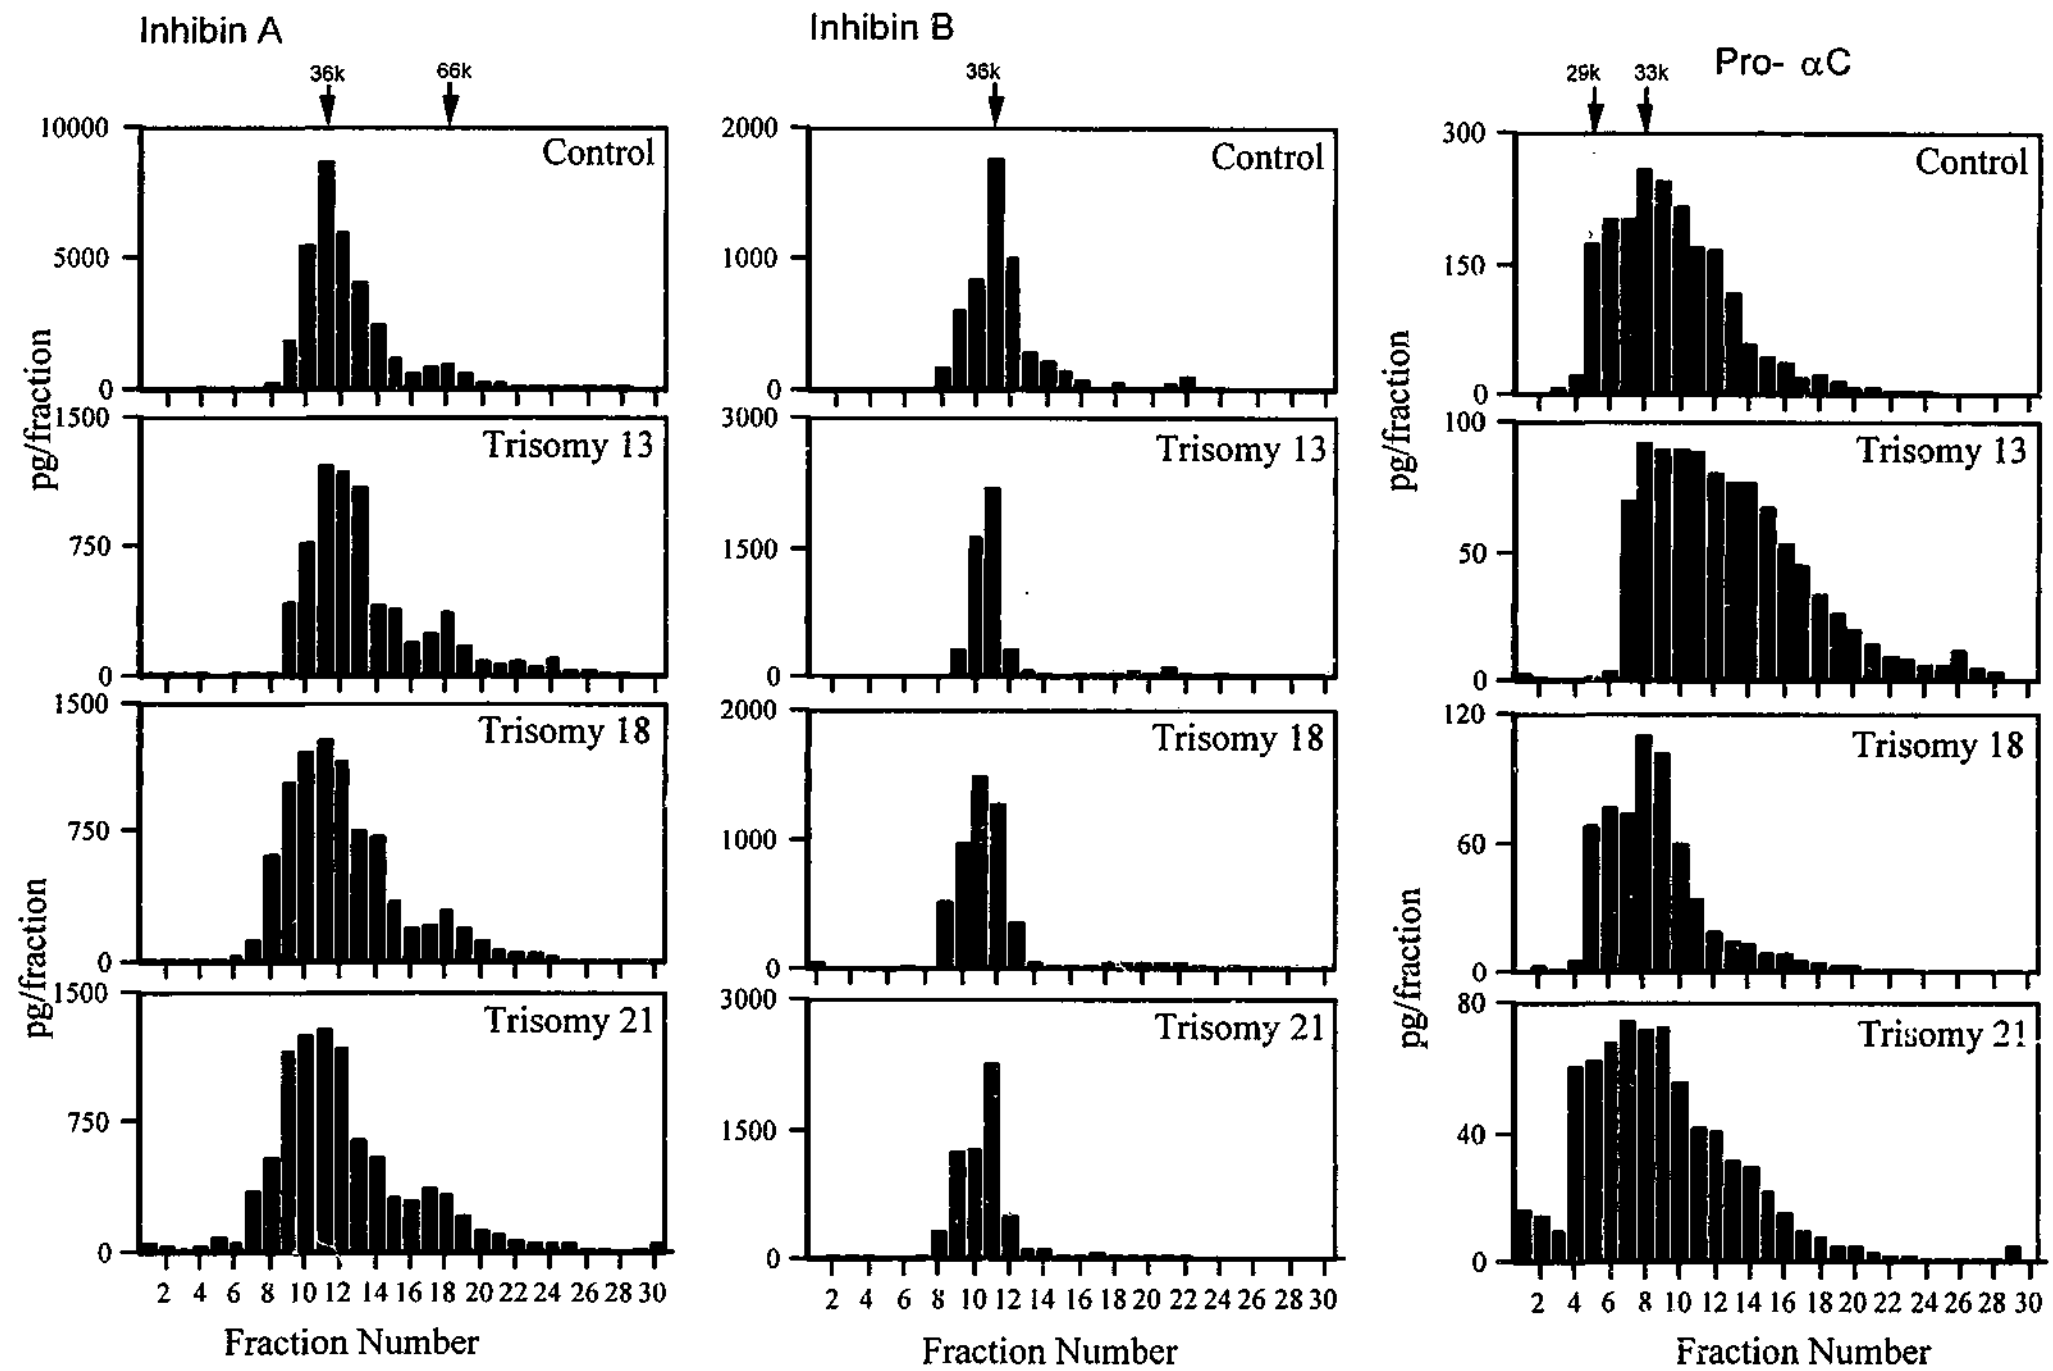 Inhibin A
36k 66k
10000
5000
0
Control
1500
750
0
Trisomy 13
1500
750
0
Trisomy 18
1500
750
0
Trisomy 21
pg/fraction
pg/fraction
2 4 6 8 10 12 14 16 18 20 22 24 26 28 30
Fraction Number
Inhibin B
36k
2000
1000
0
Control
3000
1500
0
Trisomy 13
2000
1000
0
Trisomy 18
3000
1500
0
Trisomy 21
2 4 6 8 10 12 14 16 18 20 22 24 26 28 30
Fraction Number
Pro- αC
29k 33k
300
150
0
Control
100
50
0
Trisomy 13
120
60
0
Trisomy 18
80
40
0
Trisomy 21
pg/fraction
pg/fraction
2 4 6 8 10 12 14 16 18 20 22 24 26 28 30
Fraction Number